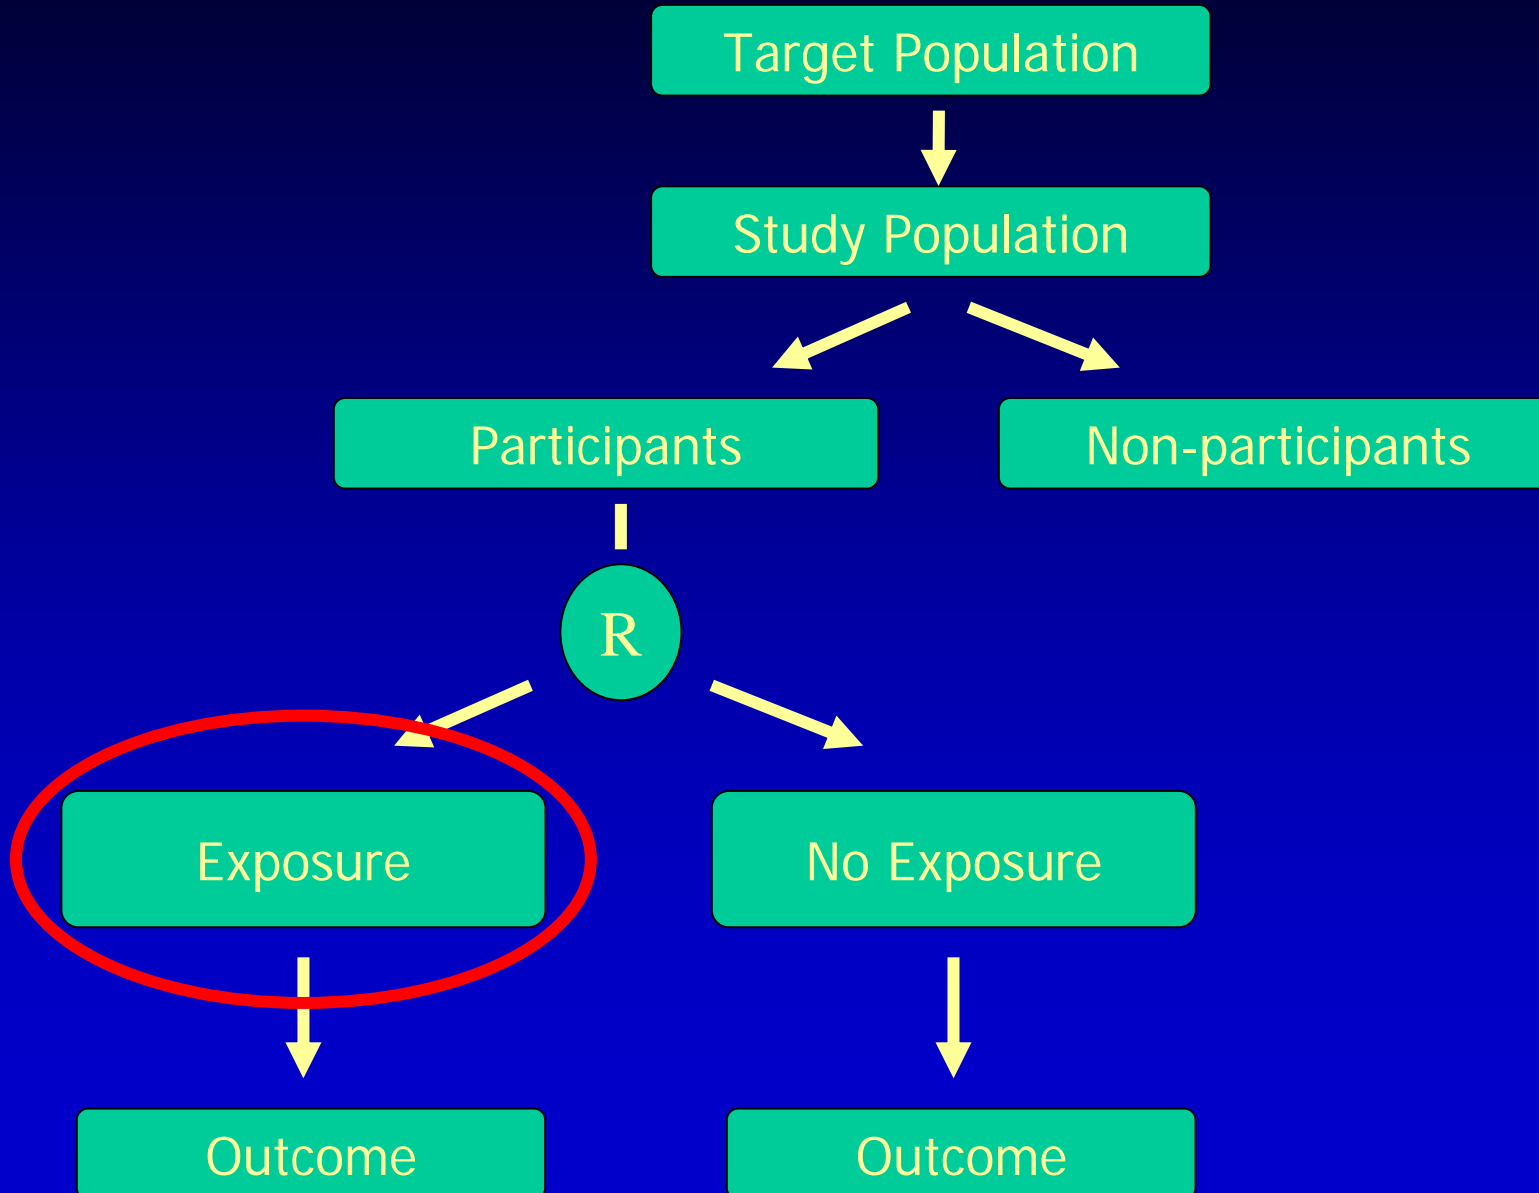 Target Population
Study Population
Participants
Non-participants
R
Exposure
No Exposure
Outcome
Outcome